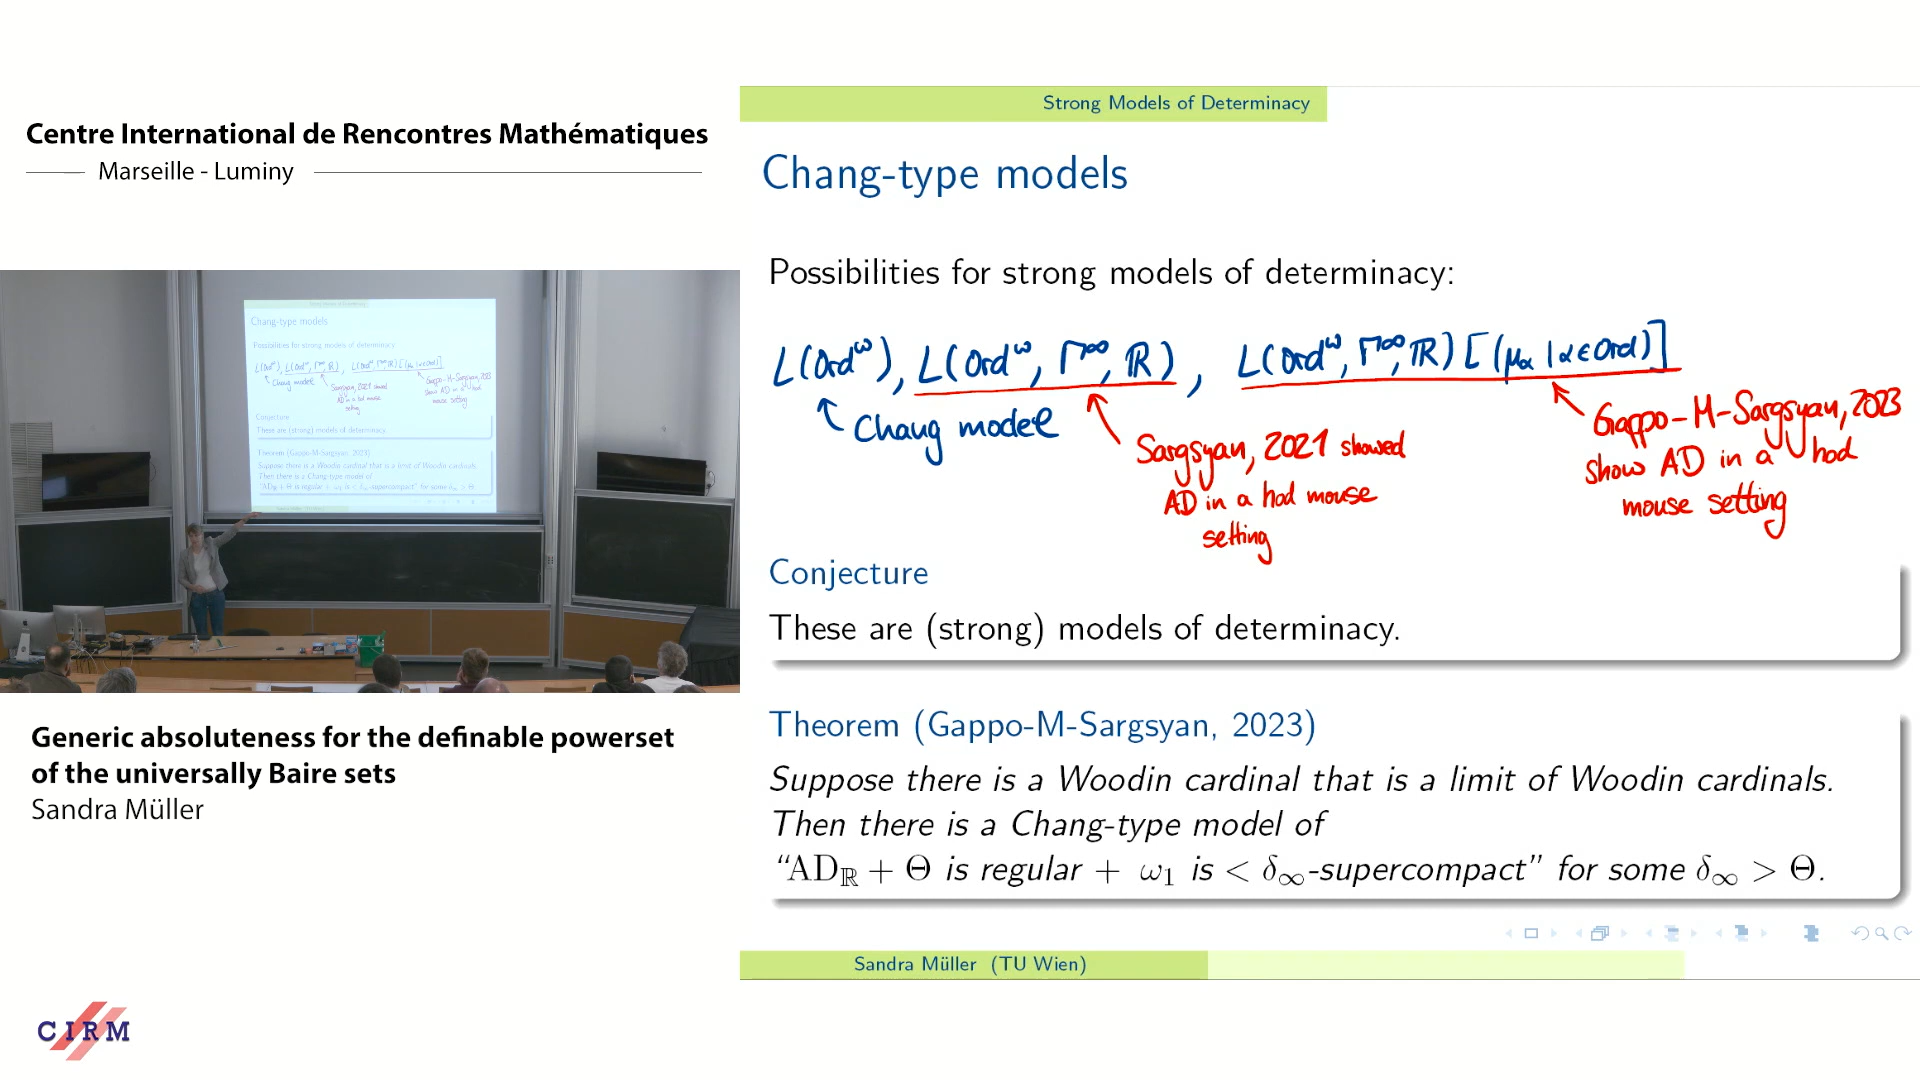 Centre International de Rencontres Mathématiques
Marseille - Luminy
Strong Models of Determinacy
Chang-type models
Possibilities for strong models of determinacy:
L(Ord^ω), L(Ord^ω, Γ^∞, ℝ), L(Ord^ω, Γ^∞, ℝ)[(μ_α | α ∈ Ord)]
Chang model
Sargsyan, 2021 showed
AD in a hod mouse
setting
Gappo-M-Sargsyan, 2023
show AD in a hod
mouse setting
Conjecture
These are (strong) models of determinacy.
Theorem (Gappo-M-Sargsyan, 2023)
Suppose there is a Woodin cardinal that is a limit of Woodin cardinals.
Then there is a Chang-type model of
“AD_ℝ + Θ is regular + ω₁ is < δ_∞-supercompact” for some δ_∞ > Θ.
Sandra Müller (TU Wien)
Generic absoluteness for the definable powerset
of the universally Baire sets
Sandra Müller
CIRM